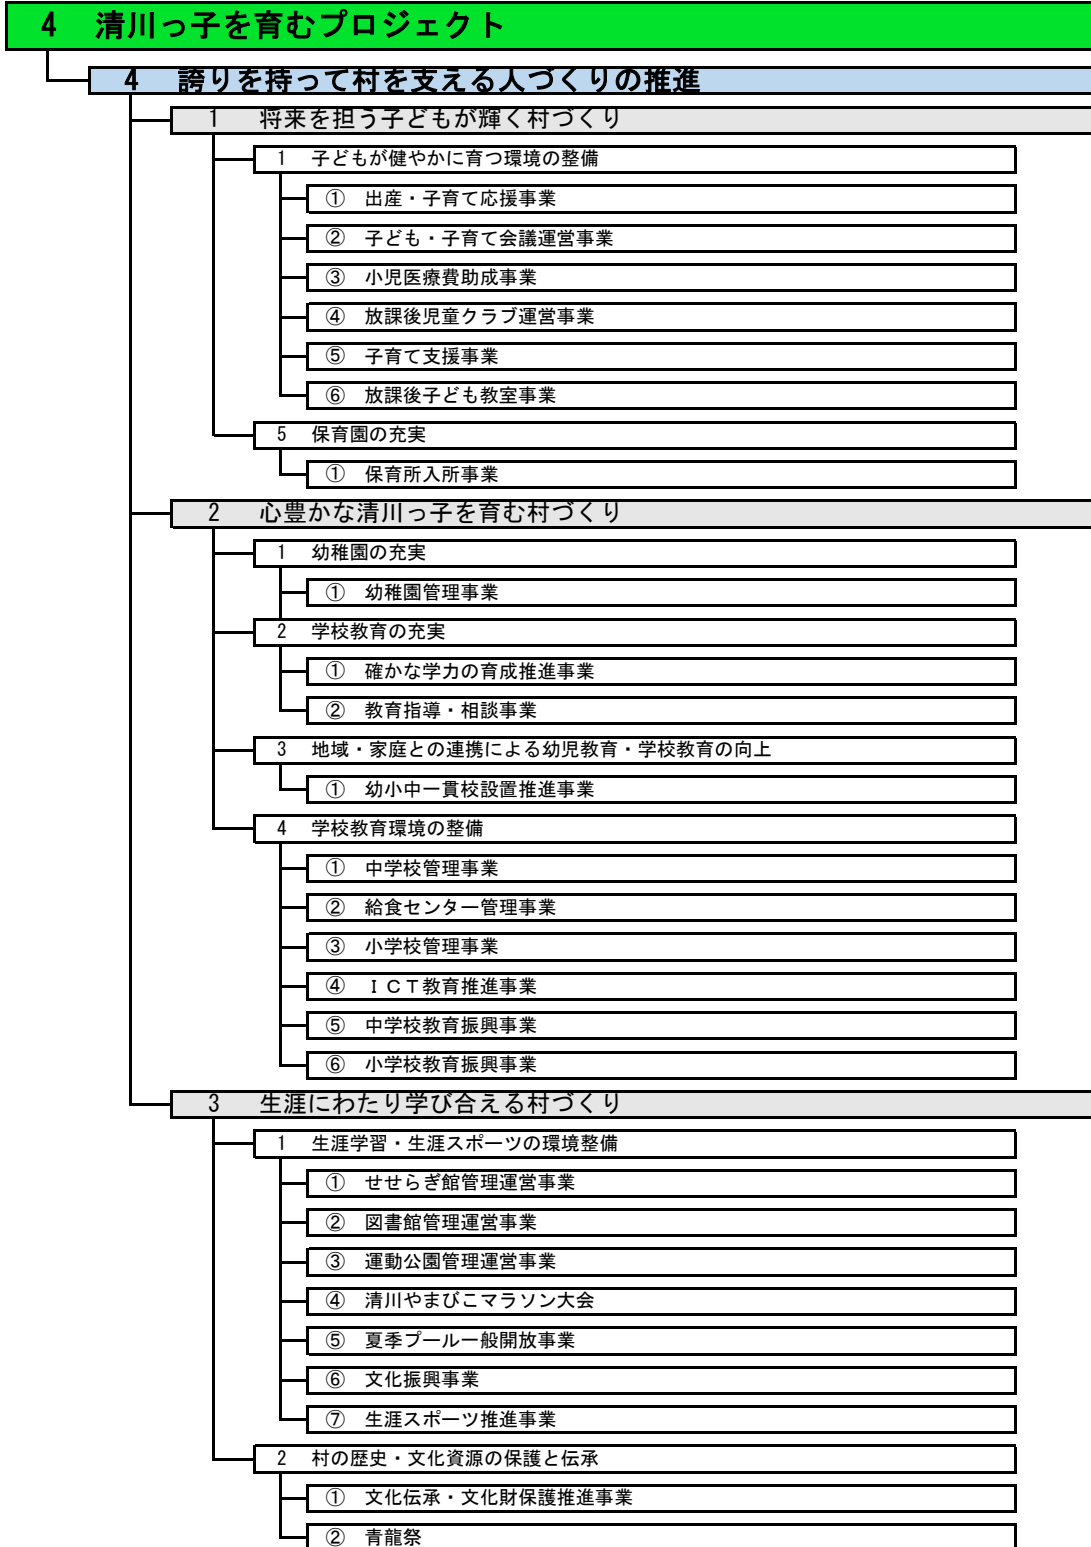 4 清川っ子を育むプロジェクト
4 誇りを持って村を支える人づくりの推進
1 将来を担う子どもが輝く村づくり
1 子どもが健やかに育つ環境の整備
① 出産・子育て応援事業
② 子ども・子育て会議運営事業
③ 小児医療費助成事業
④ 放課後児童クラブ運営事業
⑤ 子育て支援事業
⑥ 放課後子ども教室事業
5 保育園の充実
① 保育所入所事業
2 心豊かな清川っ子を育む村づくり
1 幼稚園の充実
① 幼稚園管理事業
2 学校教育の充実
① 確かな学力の育成推進事業
② 教育指導・相談事業
3 地域・家庭との連携による幼児教育・学校教育の向上
① 幼小中一貫校設置推進事業
4 学校教育環境の整備
① 中学校管理事業
② 給食センター管理事業
③ 小学校管理事業
④ ＩＣＴ教育推進事業
⑤ 中学校教育振興事業
⑥ 小学校教育振興事業
3 生涯にわたり学び合える村づくり
1 生涯学習・生涯スポーツの環境整備
① せせらぎ館管理運営事業
② 図書館管理運営事業
③ 運動公園管理運営事業
④ 清川やまびこマラソン大会
⑤ 夏季プール一般開放事業
⑥ 文化振興事業
⑦ 生涯スポーツ推進事業
2 村の歴史・文化資源の保護と伝承
① 文化伝承・文化財保護推進事業
② 青龍祭